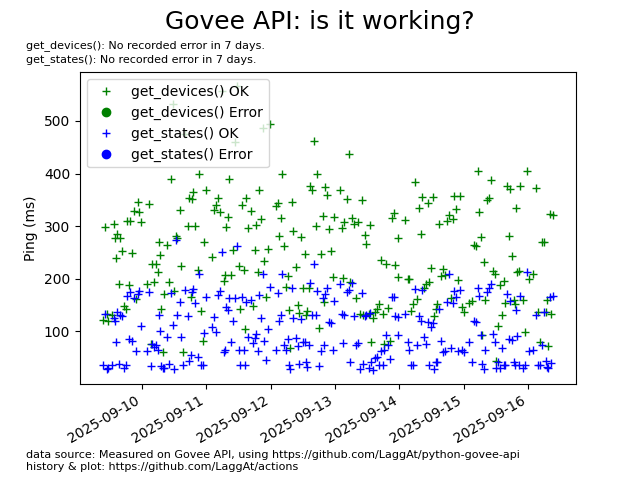 Govee API: is it working?
get_devices(): No recorded error in 7 days.
get_states(): No recorded error in 7 days.
get_devices() OK
get_devices() Error
get_states() OK
get_states() Error
Ping (ms)
500
400
300
200
100
2025-09-10
2025-09-11
2025-09-12
2025-09-13
2025-09-14
2025-09-15
2025-09-16
data source: Measured on Govee API, using https://github.com/LaggAt/python-govee-api
history & plot: https://github.com/LaggAt/actions